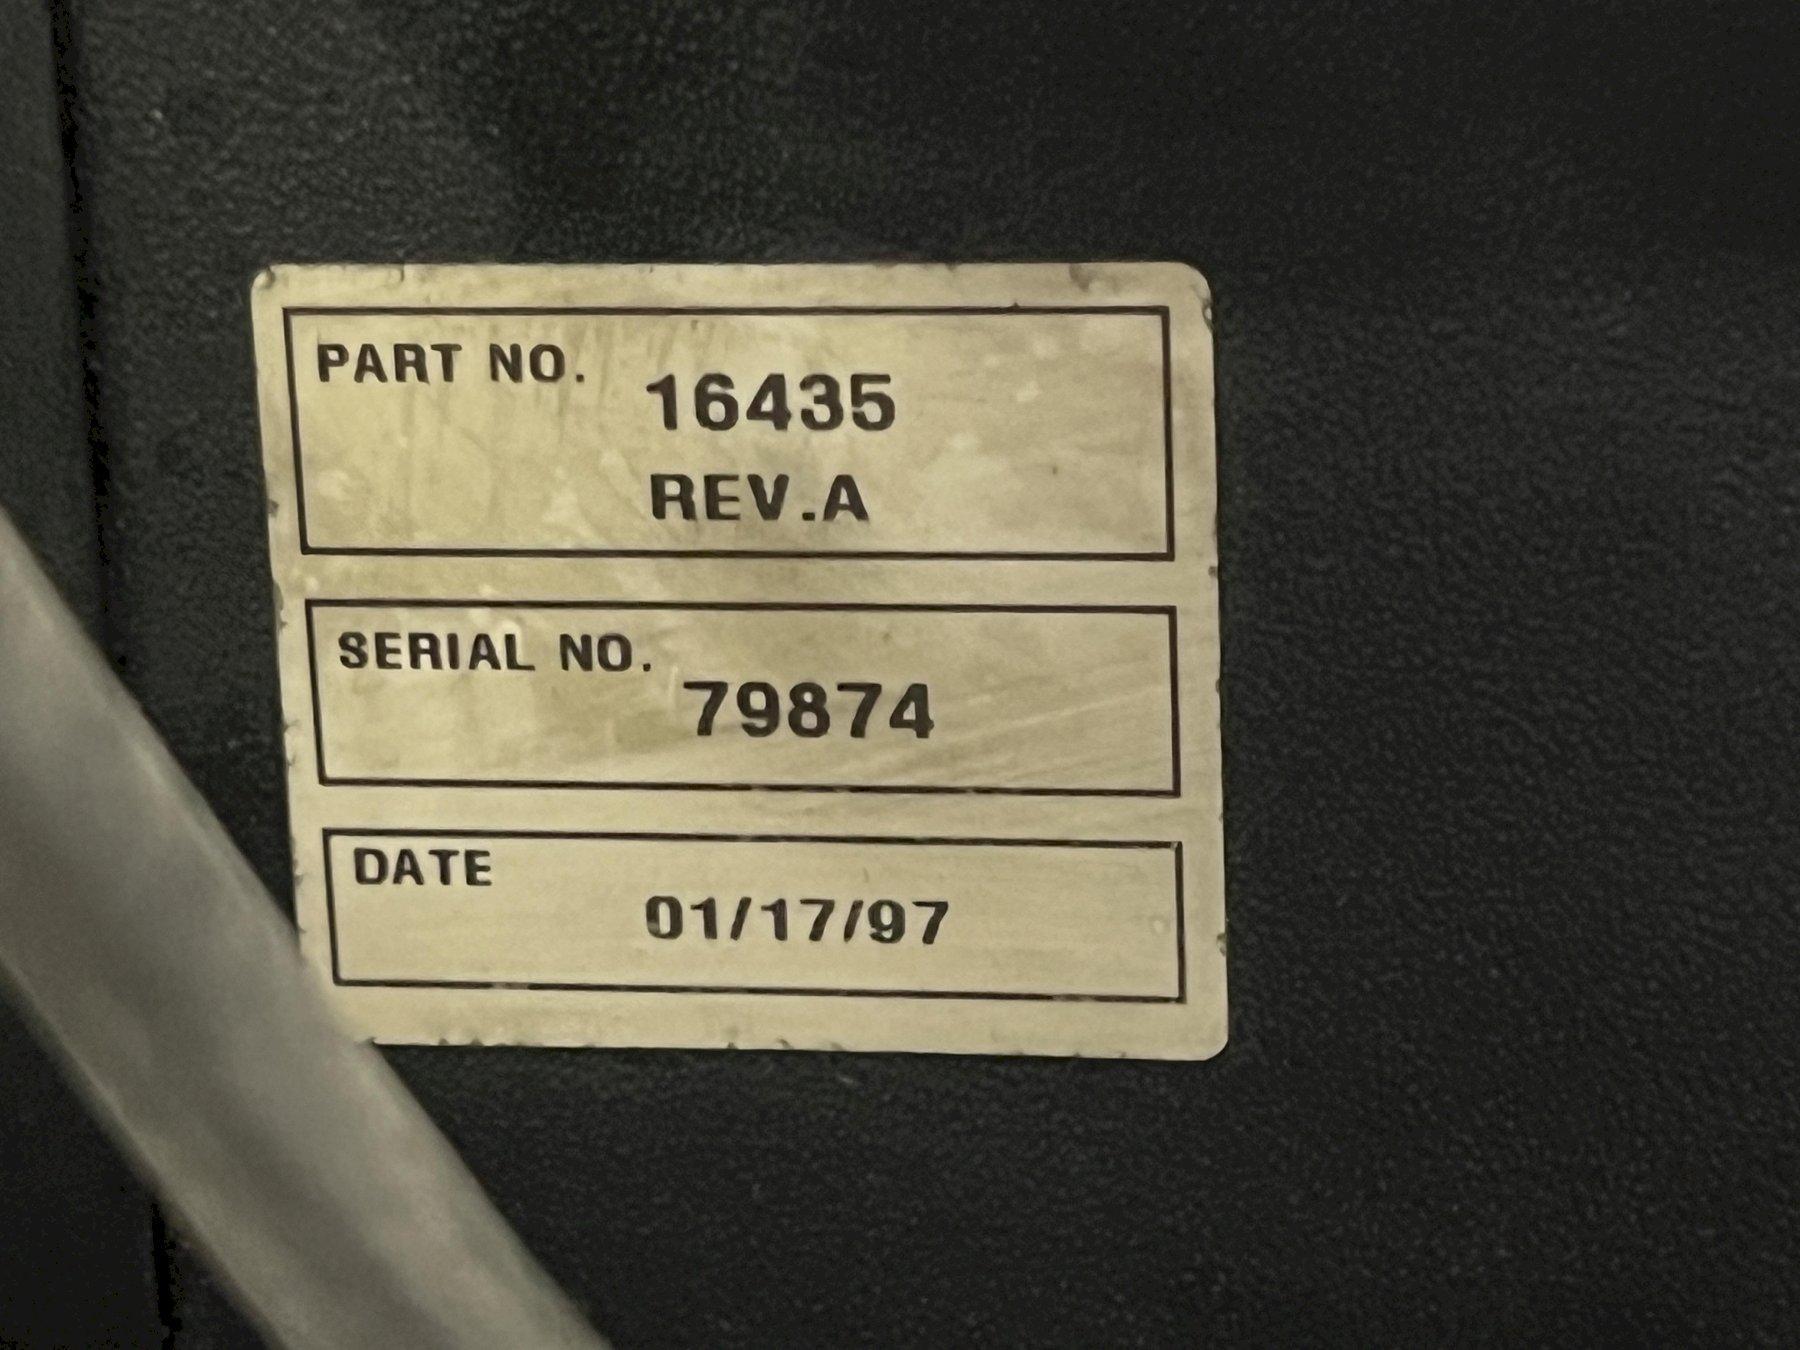 PART NO.
16435
REV.A
SERIAL NO.
79874
DATE
01/17/97